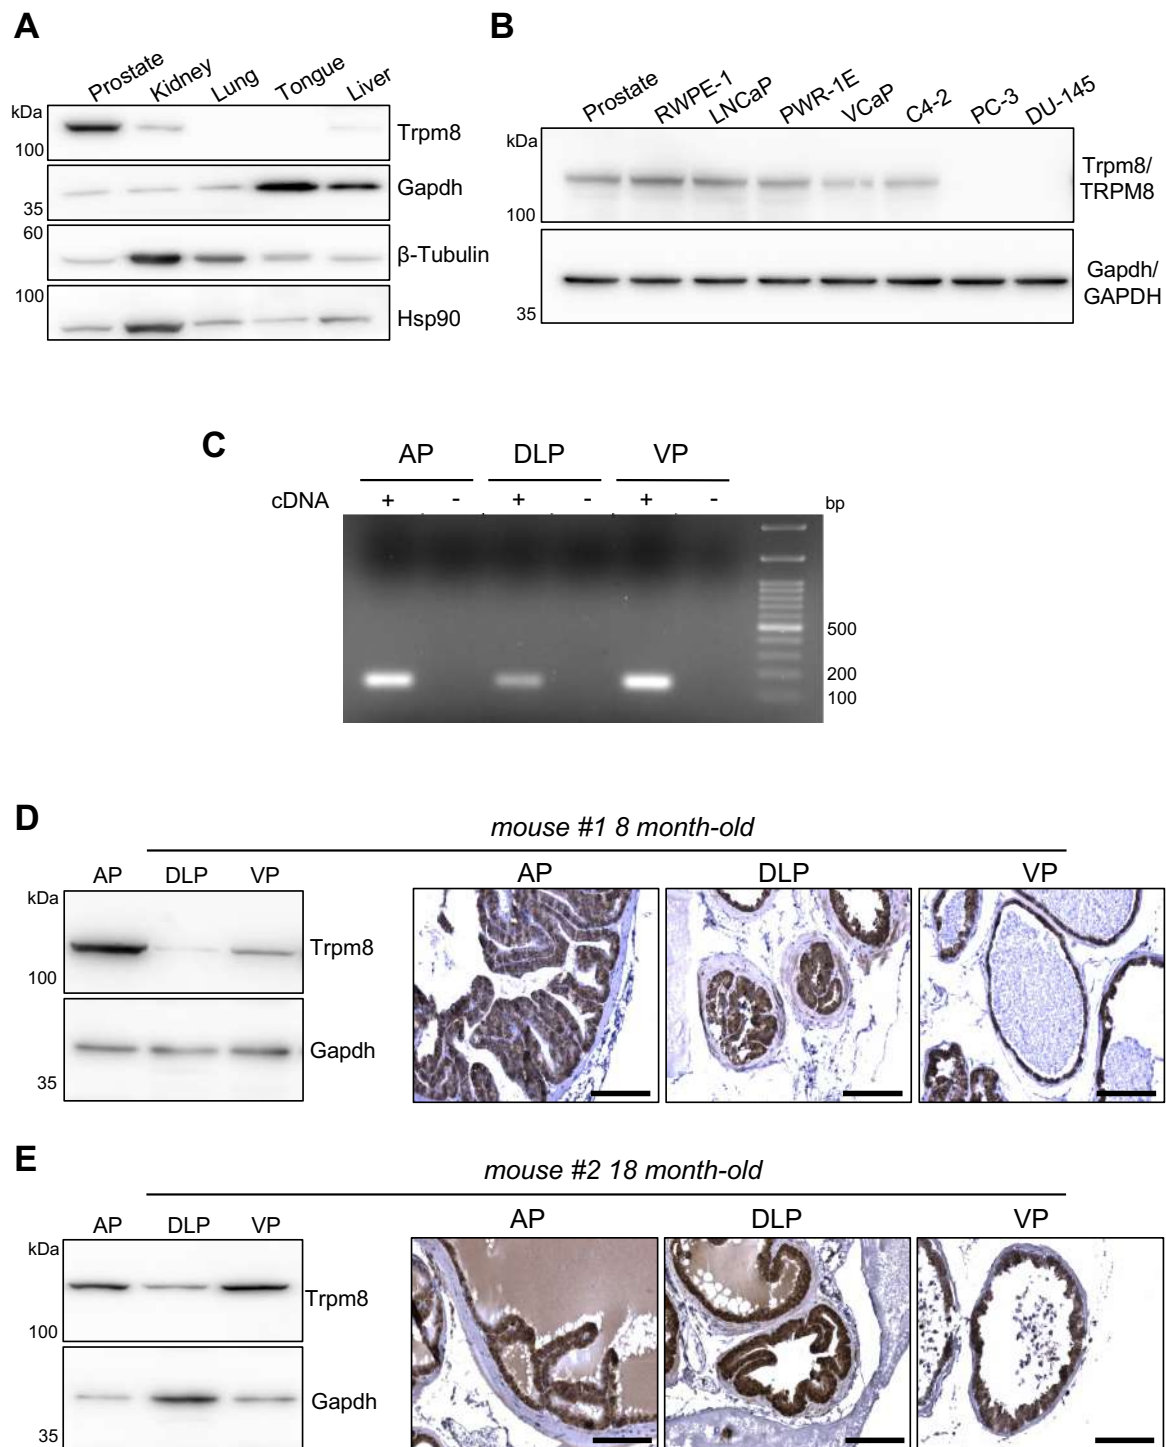 A
Prostate Kidney Lung Tongue Liver
kDa
100
Trpm8
35
Gapdh
60
β-Tubulin
100
Hsp90
B
Prostate RWPE-1 LNCaP PWR-1E VCaP C4-2 PC-3 DU-145
kDa
100
Trpm8/
TRPM8
35
Gapdh/
GAPDH
C
AP DLP VP
cDNA + - + - + - bp
500
200
100
D
mouse #1 8 month-old
AP DLP VP
kDa
100
Trpm8
35
Gapdh
AP DLP VP
E
mouse #2 18 month-old
AP DLP VP
kDa
100
Trpm8
35
Gapdh
AP DLP VP